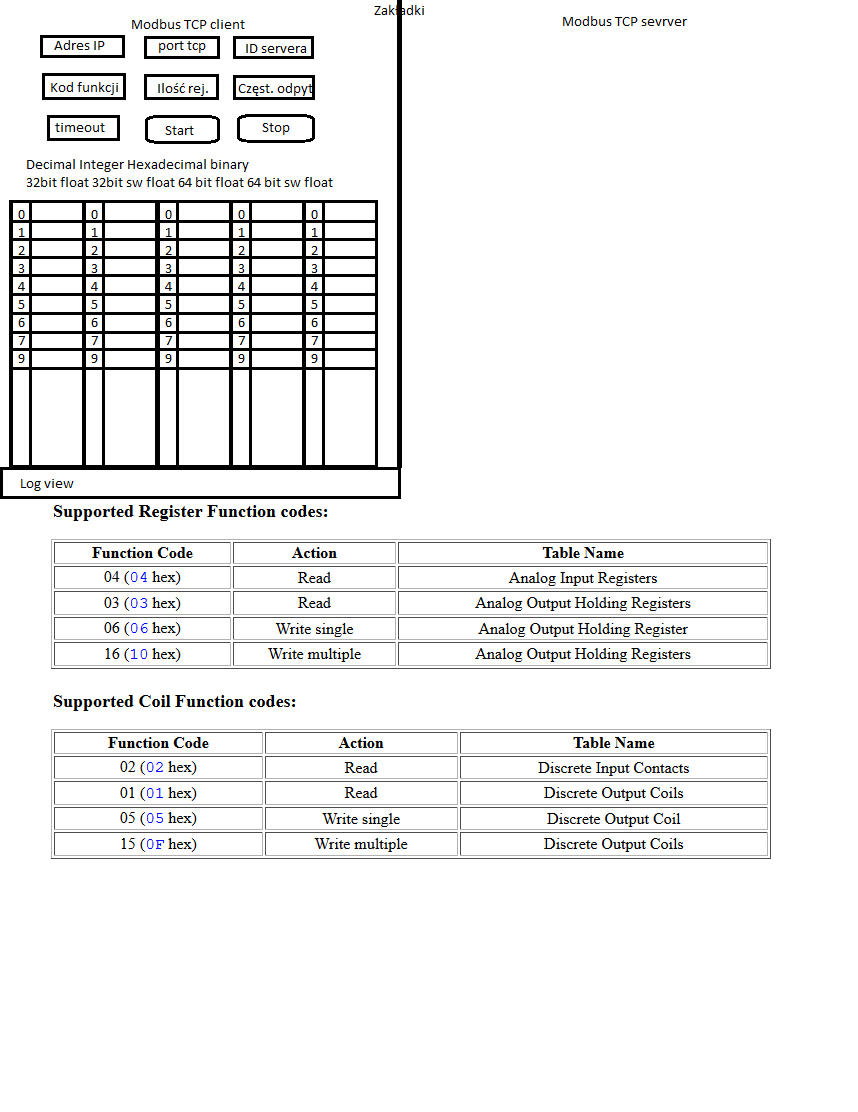 Zakładki
Modbus TCP client
Modbus TCP sevrver
Adres IP port tcp ID servera
Kod funkcji Ilość rej. Częst. odpyt
timeout Start Stop
Decimal Integer Hexadecimal binary
32bit float 32bit sw float 64 bit float 64 bit sw float
0 0 0 0 0
1 1 1 1 1
2 2 2 2 2
3 3 3 3 3
4 4 4 4 4
5 5 5 5 5
6 6 6 6 6
7 7 7 7 7
9 9 9 9 9
Log view
Supported Register Function codes:
Function Code Action Table Name
04 (04 hex) Read Analog Input Registers
03 (03 hex) Read Analog Output Holding Registers
06 (06 hex) Write single Analog Output Holding Register
16 (10 hex) Write multiple Analog Output Holding Registers
Supported Coil Function codes:
Function Code Action Table Name
02 (02 hex) Read Discrete Input Contacts
01 (01 hex) Read Discrete Output Coils
05 (05 hex) Write single Discrete Output Coil
15 (0F hex) Write multiple Discrete Output Coils